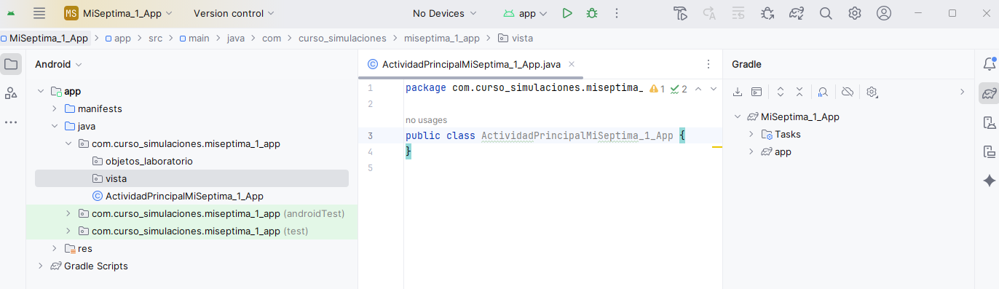 MS MiSeptima_1_App Version control No Devices app
MiSeptima_1_App app src main java com curso_simulaciones miseptima_1_app vista
Android
app
manifests
java
com.curso_simulaciones.miseptima_1_app
objetos_laboratorio
vista
ActividadPrincipalMiSeptima_1_App
com.curso_simulaciones.miseptima_1_app (androidTest)
com.curso_simulaciones.miseptima_1_app (test)
res
Gradle Scripts
ActividadPrincipalMiSeptima_1_App.java
1 package com.curso_simulaciones.miseptima_ 1 2
2
no usages
3 public class ActividadPrincipalMiSeptima_1_App {
4 }
5
Gradle
MiSeptima_1_App
Tasks
app